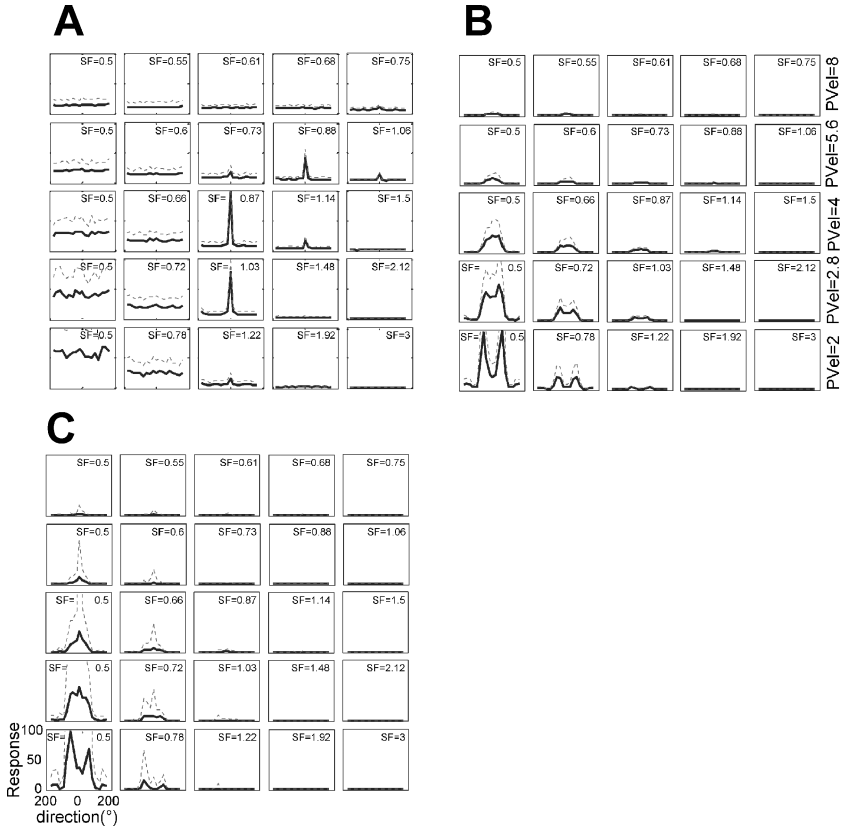 A
SF=0.5 SF=0.55 SF=0.61 SF=0.68 SF=0.75
SF=0.5 SF=0.6 SF=0.73 SF=0.88 SF=1.06
SF=0.5 SF=0.66 SF= 0.87 SF=1.14 SF=1.5
SF=0.5 SF=0.72 SF= 1.03 SF=1.48 SF=2.12
SF=0.5 SF=0.78 SF=1.22 SF=1.92 SF=3
B
SF=0.5 SF=0.55 SF=0.61 SF=0.68 SF=0.75 PVel=8
SF=0.5 SF=0.6 SF=0.73 SF=0.88 SF=1.06 PVel=5.6
SF=0.5 SF=0.66 SF=0.87 SF=1.14 SF=1.5 PVel=4
SF= 0.5 SF=0.72 SF=1.03 SF=1.48 SF=2.12 PVel=2.8
SF= 0.5 SF=0.78 SF=1.22 SF=1.92 SF=3 PVel=2
C
SF=0.5 SF=0.55 SF=0.61 SF=0.68 SF=0.75
SF=0.5 SF=0.6 SF=0.73 SF=0.88 SF=1.06
SF= 0.5 SF=0.66 SF=0.87 SF=1.14 SF=1.5
SF= 0.5 SF=0.72 SF=1.03 SF=1.48 SF=2.12
SF= 0.5 SF=0.78 SF=1.22 SF=1.92 SF=3
Response
100
50
0
200 0 200
direction(°)